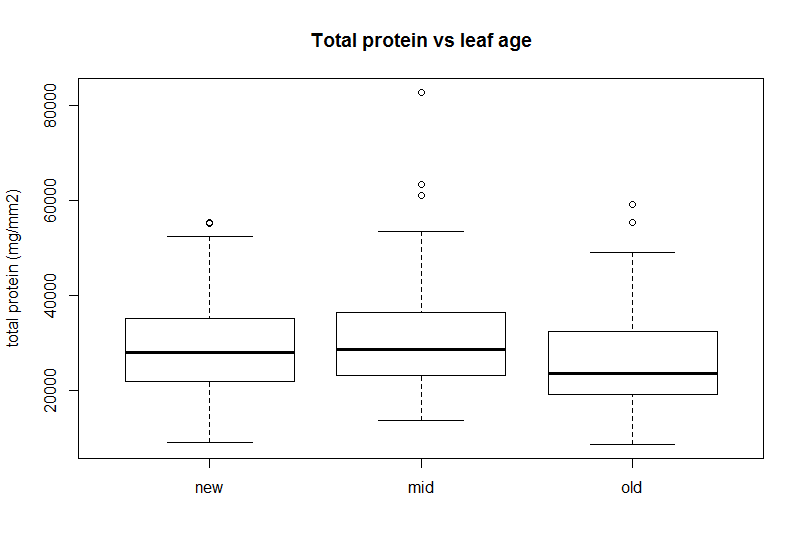 Total protein vs leaf age
total protein (mg/mm2)
80000
60000
40000
20000
new mid old